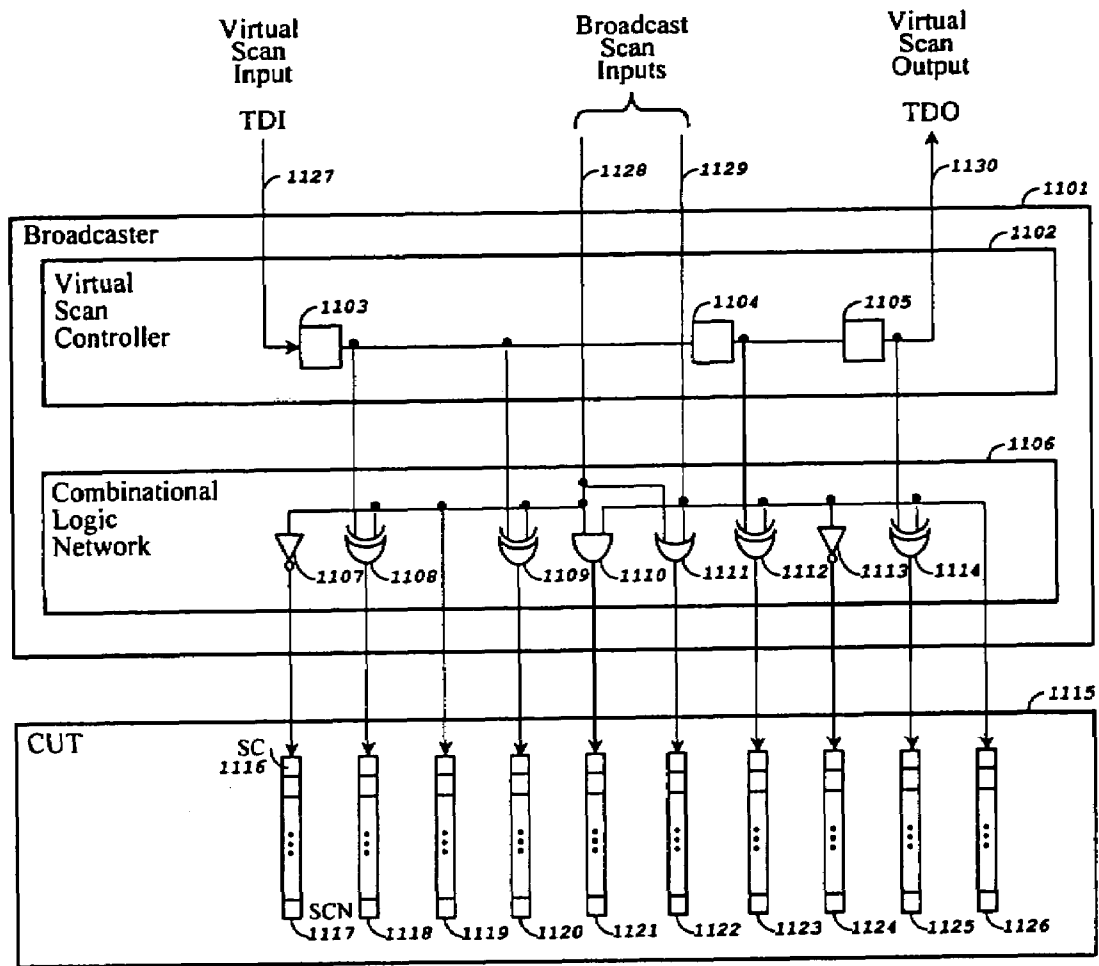 Virtual
Scan
Input
TDI
Broadcast
Scan
Inputs
Virtual
Scan
Output
TDO
1127
1128
1129
1130
1101
Broadcaster
1102
Virtual
Scan
Controller
1103
1104
1105
1106
Combinational
Logic
Network
1107
1108
1109
1110
1111
1112
1113
1114
1115
CUT
SC
1116
SCN
1117
1118
1119
1120
1121
1122
1123
1124
1125
1126